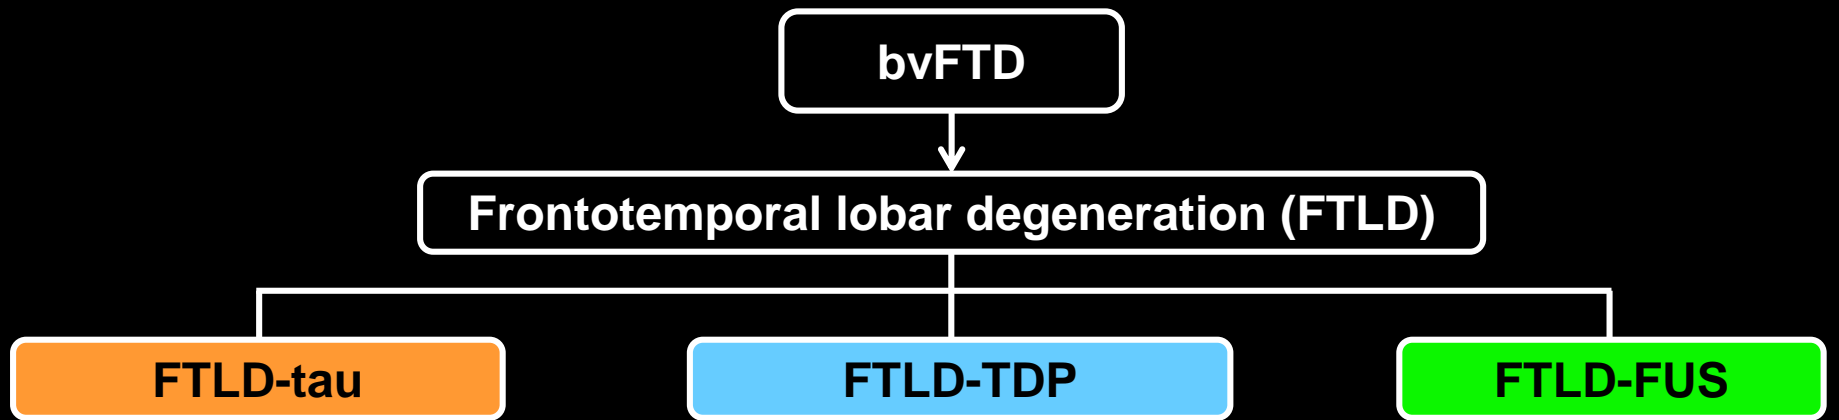 bvFTD
Frontotemporal lobar degeneration (FTLD)
FTLD-tau
FTLD-TDP
FTLD-FUS